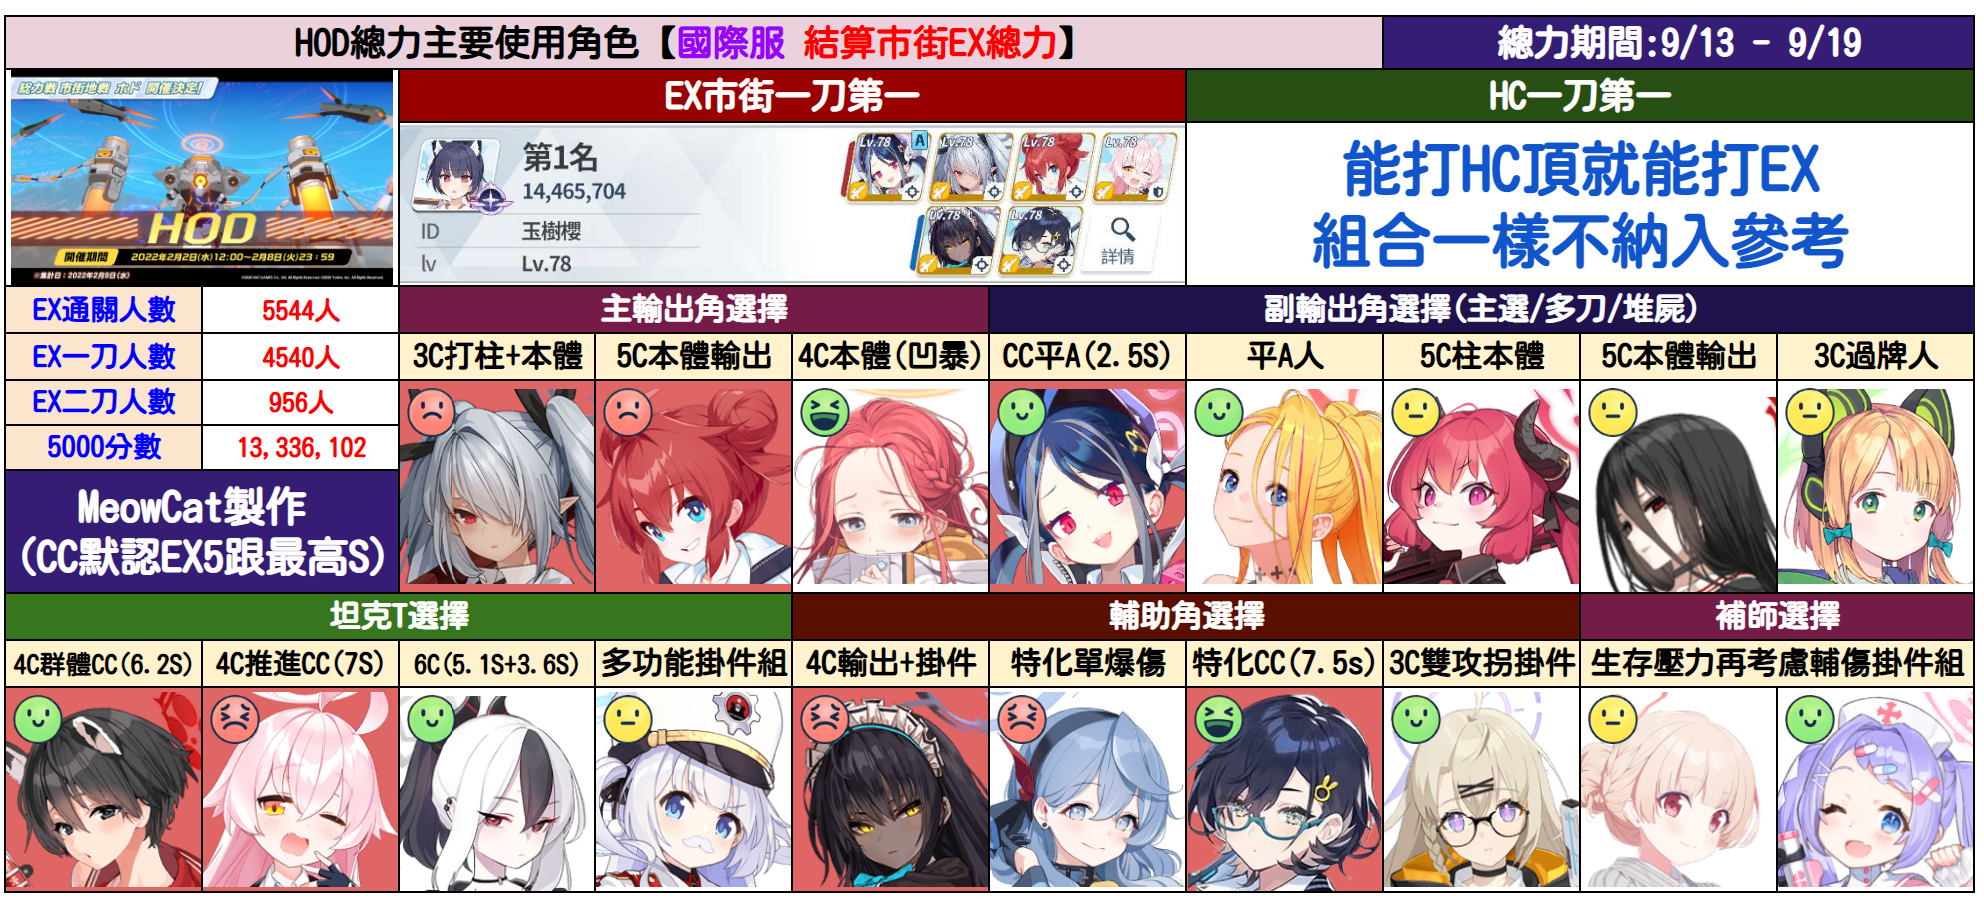 HOD總力主要使用角色【國際服 結算市街EX總力】
總力期間:9/13 - 9/19
総力戦 市街地戦 ホド 開催決定!
HOD
開催期間 2022年2月2日(水)12:00～2月8日(火)23:59
※集計日:2022年2月9日(水)
EX市街一刀第一
HC一刀第一
第1名
14,465,704
ID 玉樹櫻
lv Lv.78
Lv.78 A Lv.78 Lv.78 Lv.78
Lv.78 Lv.78
詳情
能打HC頂就能打EX
組合一樣不納入參考
EX通關人數 5544人
EX一刀人數 4540人
EX二刀人數 956人
5000分數 13,336,102
MeowCat製作
(CC默認EX5跟最高S)
主輸出角選擇
副輸出角選擇(主選/多刀/堆屍)
3C打柱+本體 5C本體輸出 4C本體(凹暴) CC平A(2.5S) 平A人 5C柱本體 5C本體輸出 3C過牌人
坦克T選擇
輔助角選擇
補師選擇
4C群體CC(6.2S) 4C推進CC(7S) 6C(5.1S+3.6S) 多功能掛件組 4C輸出+掛件 特化單爆傷 特化CC(7.5s) 3C雙攻拐掛件 生存壓力再考慮輔傷掛件組